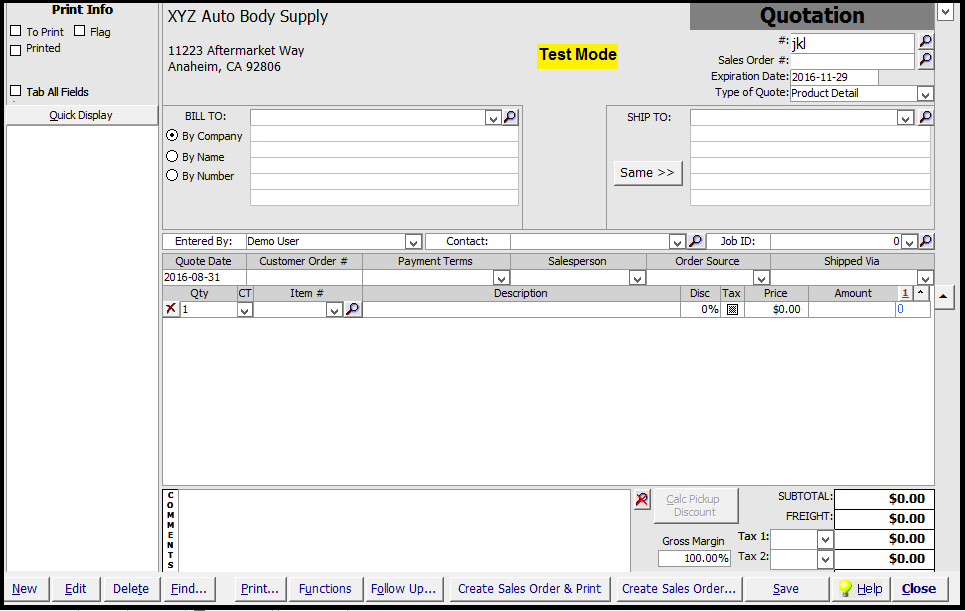 Print Info
To Print Flag
Printed
Tab All Fields
Quick Display
XYZ Auto Body Supply
11223 Aftermarket Way
Anaheim, CA 92806
Test Mode
Quotation
#: jkl
Sales Order #:
Expiration Date: 2016-11-29
Type of Quote: Product Detail
BILL TO:
By Company
By Name
By Number
SHIP TO:
Same >>
Entered By: Demo User Contact: Job ID: 0
Quote Date Customer Order # Payment Terms Salesperson Order Source Shipped Via
2016-08-31
Qty CT Item # Description Disc Tax Price Amount 1 ^
1 0% $0.00 0
COMMENTS
Calc Pickup
Discount
Gross Margin
100.00%
SUBTOTAL: $0.00
FREIGHT: $0.00
Tax 1: $0.00
Tax 2: $0.00
New Edit Delete Find... Print... Functions Follow Up... Create Sales Order & Print Create Sales Order... Save Help Close